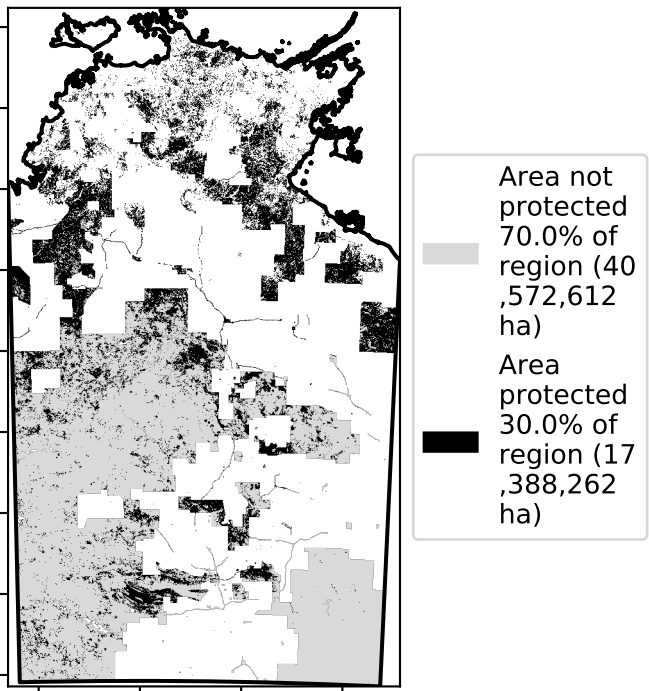 Area not
protected
70.0% of
region (40
,572,612
ha)
Area
protected
30.0% of
region (17
,388,262
ha)